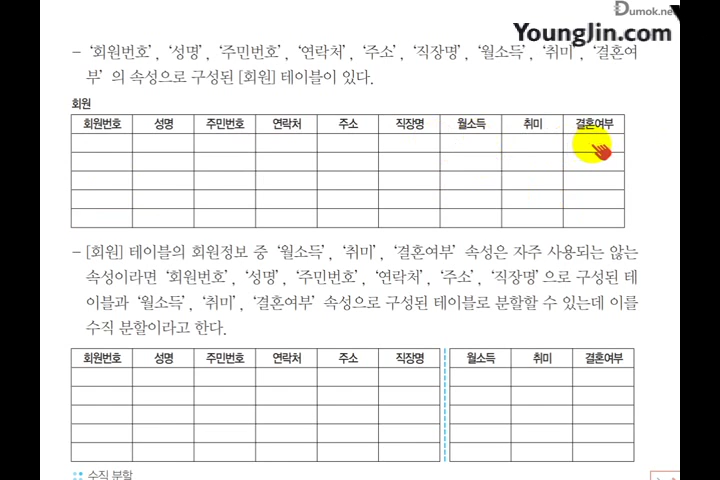 Dumok.ne
YoungJin.com
- ‘회원번호’, ‘성명’, ‘주민번호’, ‘연락처’, ‘주소’, ‘직장명’, ‘월소득’, ‘취미’, ‘결혼여
부’의 속성으로 구성된 [회원] 테이블이 있다.
회원
회원번호 성명 주민번호 연락처 주소 직장명 월소득 취미 결혼여부
- [회원] 테이블의 회원정보 중 ‘월소득’, ‘취미’, ‘결혼여부’ 속성은 자주 사용되는 않는
속성이라면 ‘회원번호’, ‘성명’, ‘주민번호’, ‘연락처’, ‘주소’, ‘직장명’으로 구성된 테
이블과 ‘월소득’, ‘취미’, ‘결혼여부’ 속성으로 구성된 테이블로 분할할 수 있는데 이를
수직 분할이라고 한다.
회원번호 성명 주민번호 연락처 주소 직장명 월소득 취미 결혼여부
수직 분할